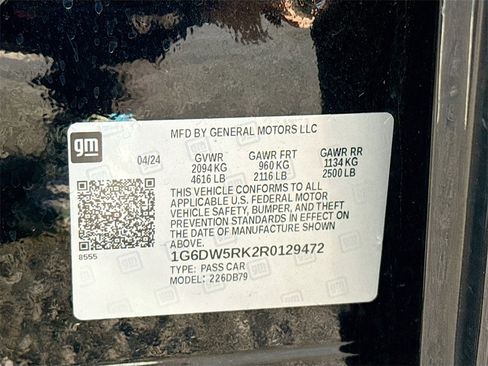 MFD BY GENERAL MOTORS LLC
gm
04/24 GVWR GAWR FRT GAWR RR
2094 KG 960 KG 1134 KG
4616 LB 2116 LB 2500 LB
THIS VEHICLE CONFORMS TO ALL
APPLICABLE U.S. FEDERAL MOTOR
VEHICLE SAFETY, BUMPER, AND THEFT
PREVENTION STANDARDS IN EFFECT ON
THE DATE OF MANUFACTURE SHOWN
ABOVE.
8555
1G6DW5RK2R0129472
TYPE: PASS CAR
MODEL: 226DB79